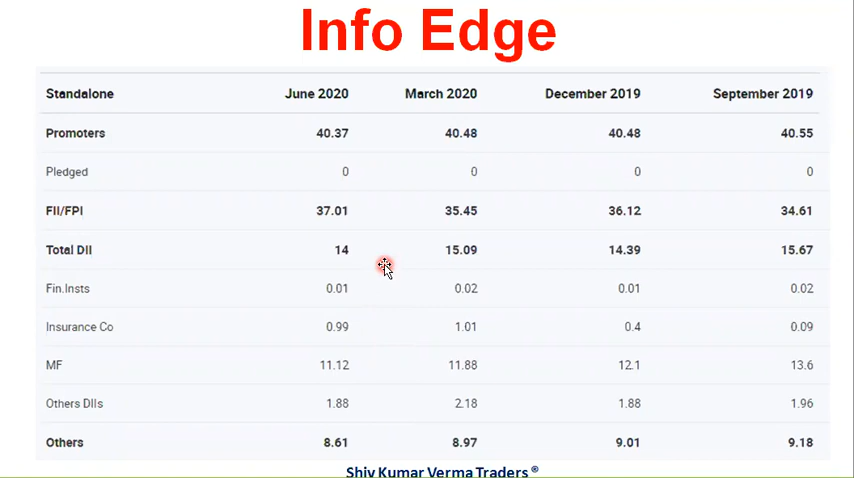 Info Edge
Standalone June 2020 March 2020 December 2019 September 2019
Promoters 40.37 40.48 40.48 40.55
Pledged 0 0 0 0
FII/FPI 37.01 35.45 36.12 34.61
Total DII 14 15.09 14.39 15.67
Fin.Insts 0.01 0.02 0.01 0.02
Insurance Co 0.99 1.01 0.4 0.09
MF 11.12 11.88 12.1 13.6
Others DIIs 1.88 2.18 1.88 1.96
Others 8.61 8.97 9.01 9.18
Shiv Kumar Verma Traders ®